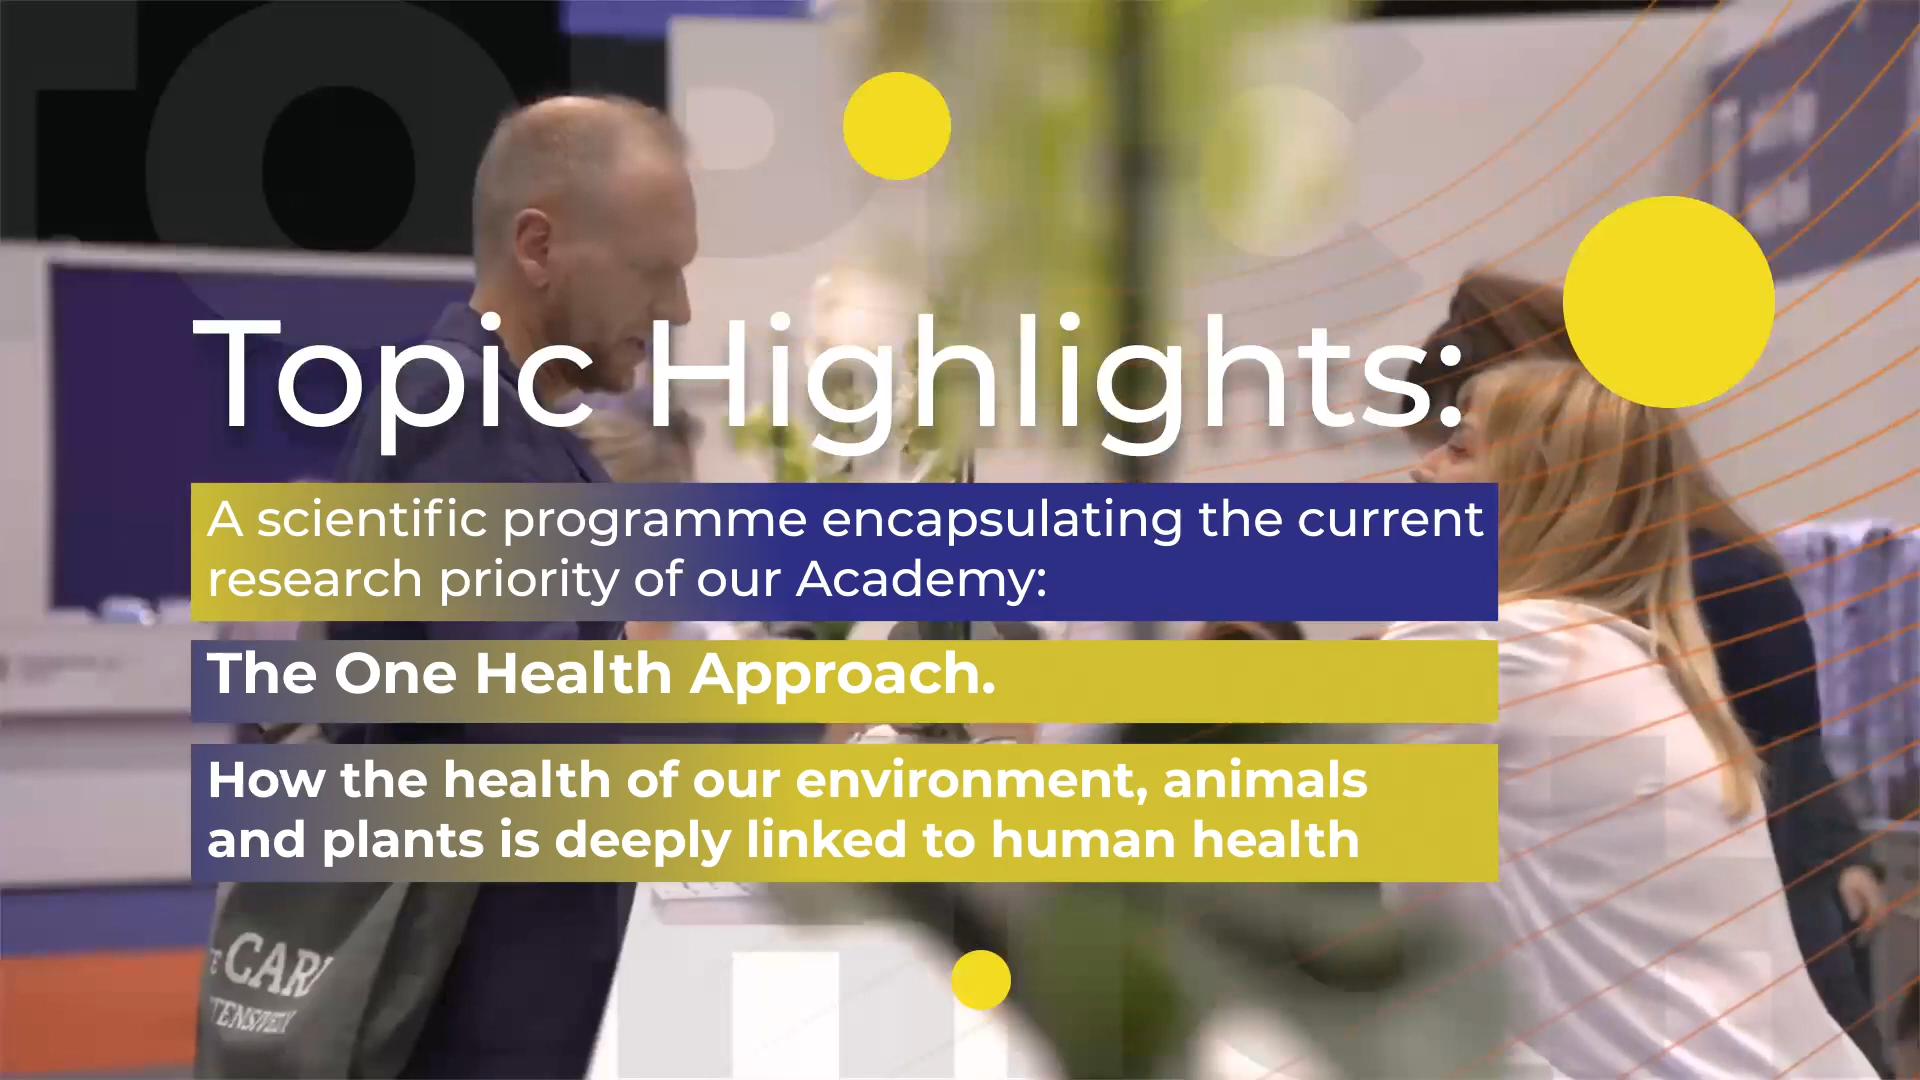 Topic Highlights:
A scientific programme encapsulating the current
research priority of our Academy:
The One Health Approach.
How the health of our environment, animals
and plants is deeply linked to human health